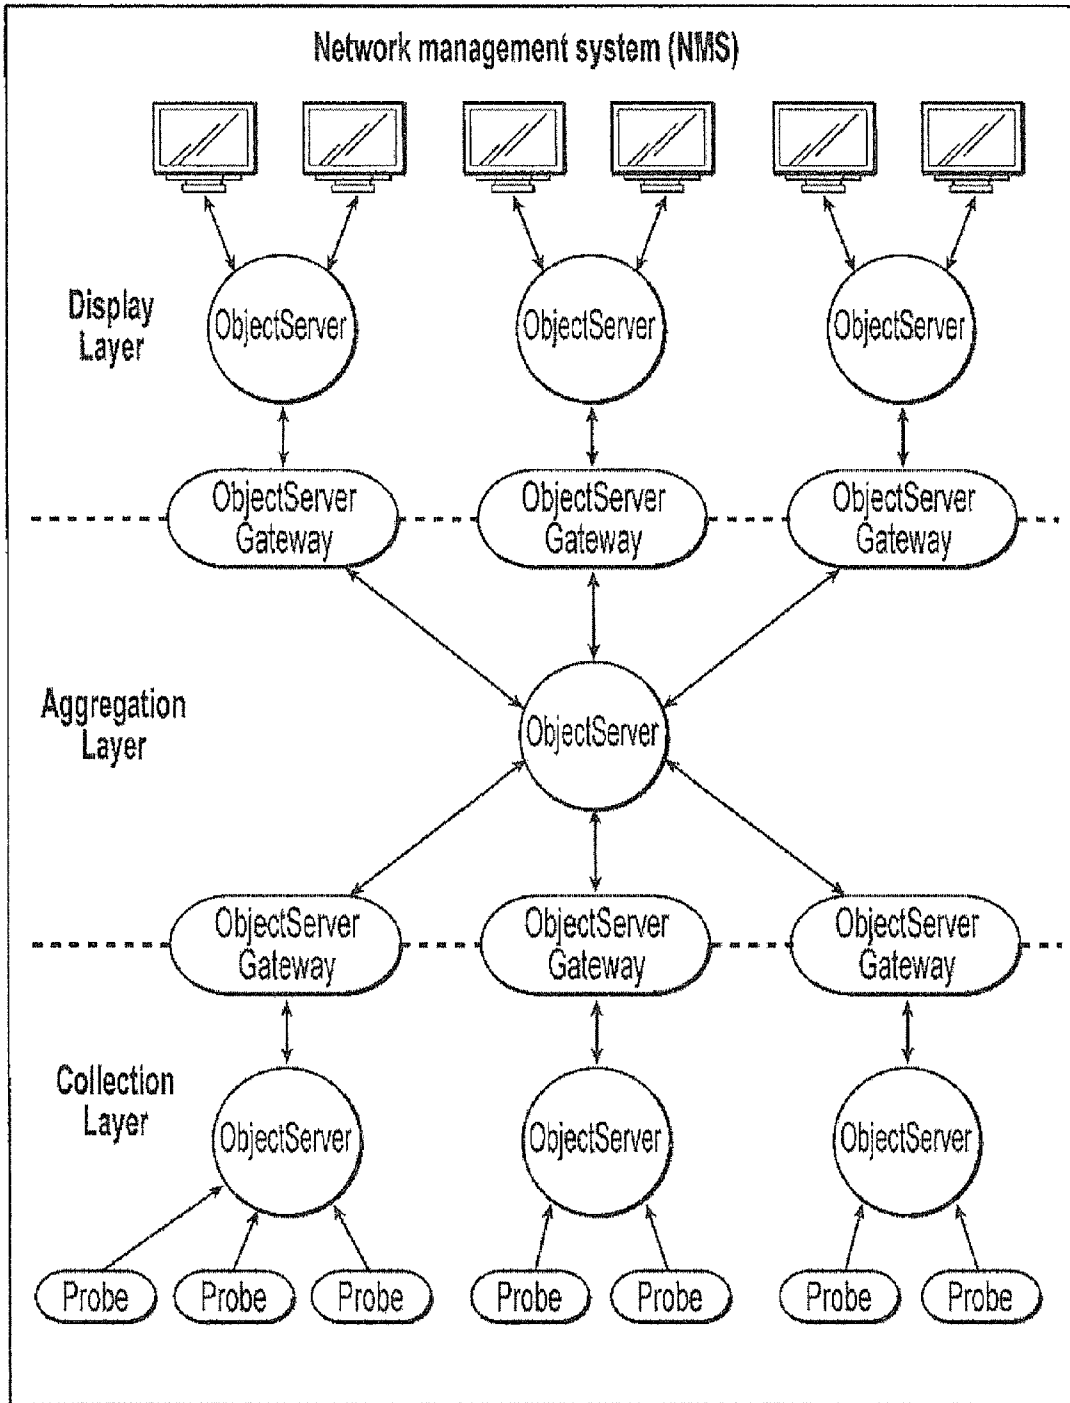 Network management system (NMS)
Display
Layer
ObjectServer
ObjectServer
ObjectServer
ObjectServer
Gateway
ObjectServer
Gateway
ObjectServer
Gateway
Aggregation
Layer
ObjectServer
ObjectServer
Gateway
ObjectServer
Gateway
ObjectServer
Gateway
Collection
Layer
ObjectServer
ObjectServer
ObjectServer
Probe
Probe
Probe
Probe
Probe
Probe
Probe